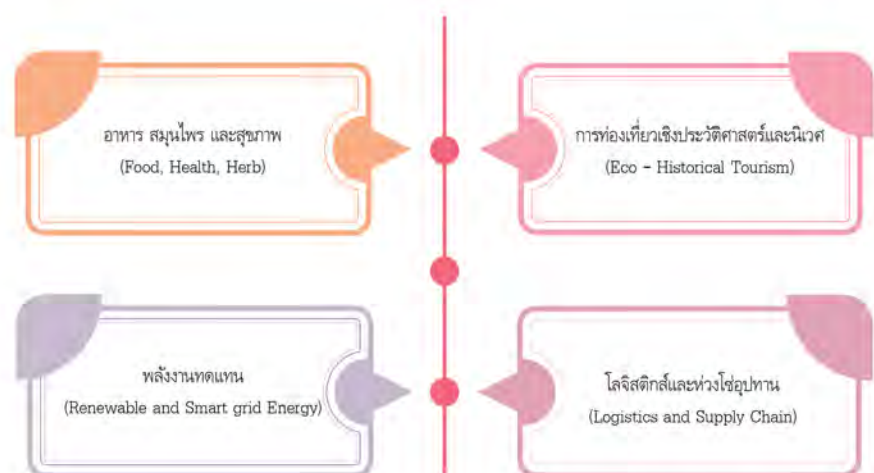 อาหาร สมุนไพร และสุขภาพ
(Food, Health, Herb)
การท่องเที่ยวเชิงประวัติศาสตร์และนิเวศ
(Eco - Historical Tourism)
พลังงานทดแทน
(Renewable and Smart grid Energy)
โลจิสติกส์และห่วงโซ่อุปทาน
(Logistics and Supply Chain)